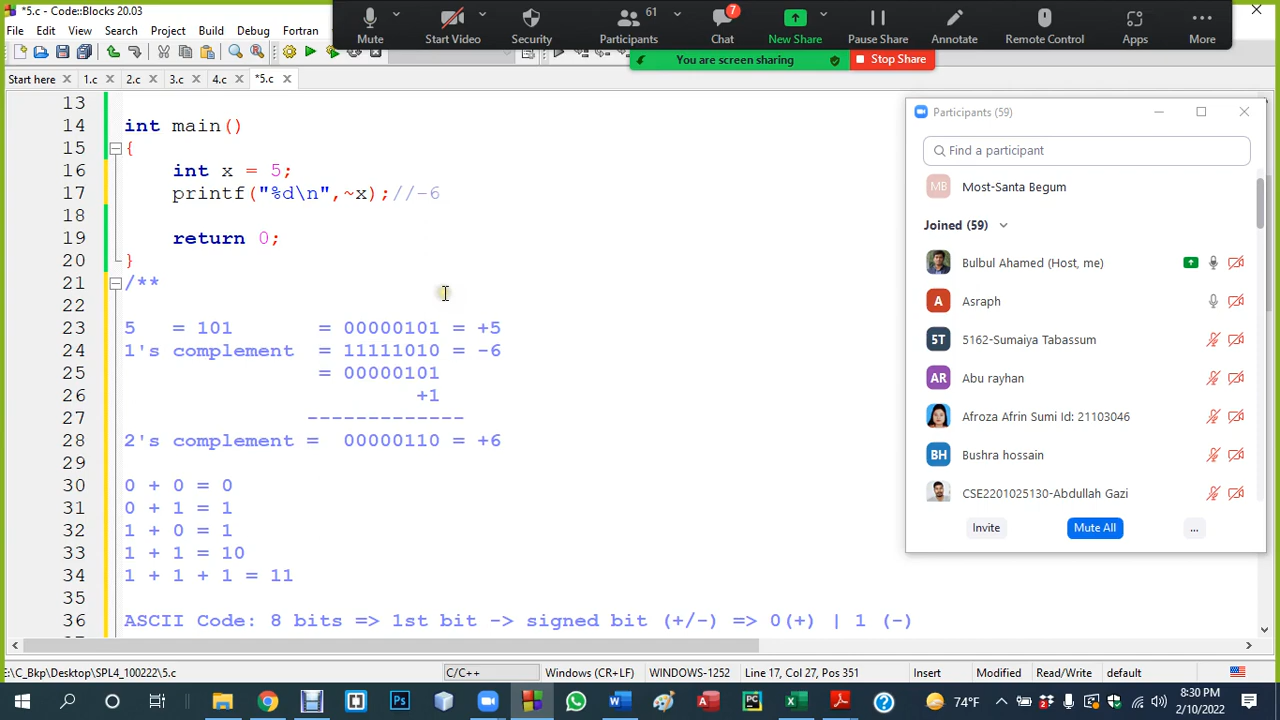 *5.c - Code::Blocks 20.03
File Edit View Search Project Build Debug Fortran
Mute Start Video Security Participants 61 Chat 7 New Share Pause Share Annotate Remote Control Apps More
You are screen sharing Stop Share
Start here 1.c 2.c 3.c 4.c *5.c
13
14 int main()
15 {
16 int x = 5;
17 printf("%d\n",~x);//-6
18
19 return 0;
20 }
21 /**
22
23 5 = 101 = 00000101 = +5
24 1's complement = 11111010 = -6
25 = 00000101
26 +1
27 -------------
28 2's complement = 00000110 = +6
29
30 0 + 0 = 0
31 0 + 1 = 1
32 1 + 0 = 1
33 1 + 1 = 10
34 1 + 1 + 1 = 11
35
36 ASCII Code: 8 bits => 1st bit -> signed bit (+/-) => 0(+) | 1 (-)
Participants (59)
Find a participant
MB Most-Santa Begum
Joined (59)
Bulbul Ahamed (Host, me)
A Asraph
5T 5162-Sumaiya Tabassum
AR Abu rayhan
Afroza Afrin Sumi Id: 21103046
BH Bushra hossain
CSE2201025130-Abdullah Gazi
Invite Mute All ...
E:\C_Bkp\Desktop\SPL4_100222\5.c C/C++ Windows (CR+LF) WINDOWS-1252 Line 17, Col 27, Pos 351 Insert Modified Read/Write default
74°F 8:30 PM
2/10/2022